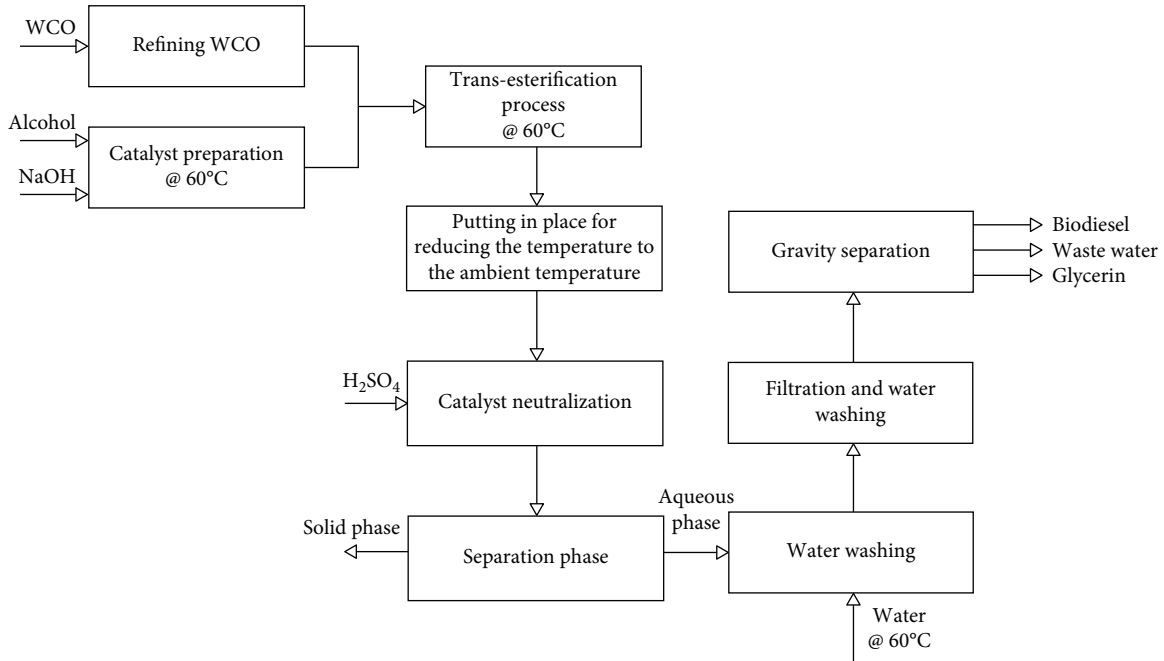 WCO
Refining WCO
Alcohol
NaOH
Catalyst preparation
@ 60°C
Trans-esterification
process
@ 60°C
Putting in place for
reducing the temperature to
the ambient temperature
H₂SO₄
Catalyst neutralization
Solid phase
Separation phase
Aqueous
phase
Water washing
Water
@ 60°C
Filtration and water
washing
Gravity separation
Biodiesel
Waste water
Glycerin